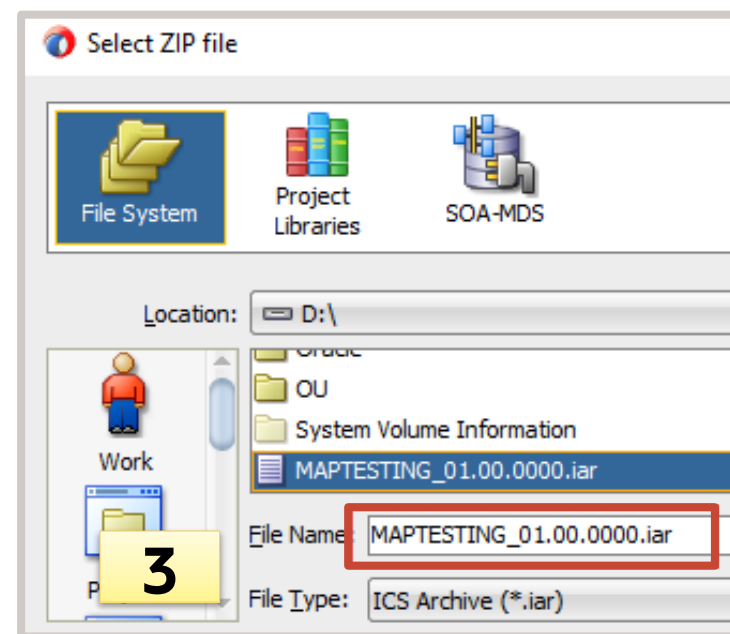 Select ZIP file
File System
Project
Libraries
SOA-MDS
Location:
D:\
OU
System Volume Information
MAPTESTING_01.00.0000.iar
Work
File Name:
MAPTESTING_01.00.0000.iar
3
File Type:
ICS Archive (*.iar)